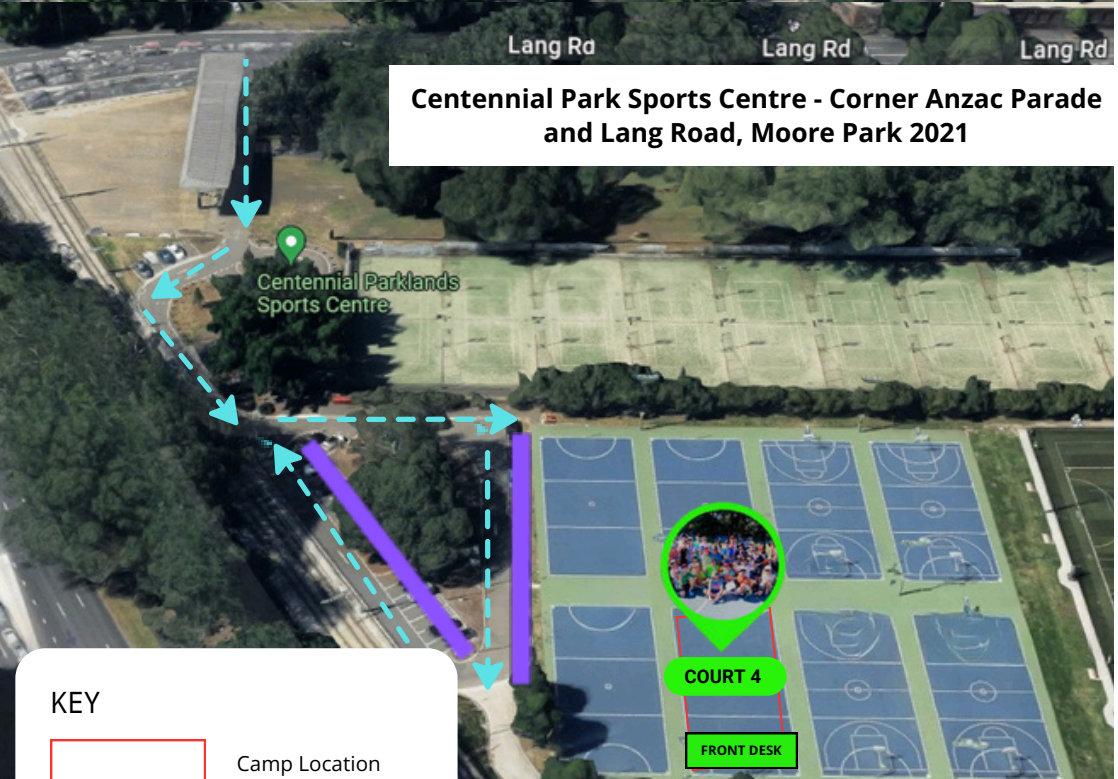 Lang Rd
Lang Rd
Lang Rd
Centennial Park Sports Centre - Corner Anzac Parade
and Lang Road, Moore Park 2021
Centennial Parklands
Sports Centre
COURT 4
FRONT DESK
KEY
Camp Location